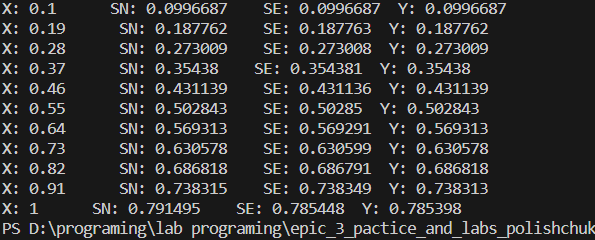 X: 0.1 SN: 0.0996687 SE: 0.0996687 Y: 0.0996687
X: 0.19 SN: 0.187762 SE: 0.187763 Y: 0.187762
X: 0.28 SN: 0.273009 SE: 0.273008 Y: 0.273009
X: 0.37 SN: 0.35438 SE: 0.354381 Y: 0.35438
X: 0.46 SN: 0.431139 SE: 0.431136 Y: 0.431139
X: 0.55 SN: 0.502843 SE: 0.50285 Y: 0.502843
X: 0.64 SN: 0.569313 SE: 0.569291 Y: 0.569313
X: 0.73 SN: 0.630578 SE: 0.630599 Y: 0.630578
X: 0.82 SN: 0.686818 SE: 0.686791 Y: 0.686818
X: 0.91 SN: 0.738315 SE: 0.738349 Y: 0.738313
X: 1 SN: 0.791495 SE: 0.785448 Y: 0.785398
PS D:\programing\lab programing\epic_3_pactice_and_labs_polishchuk